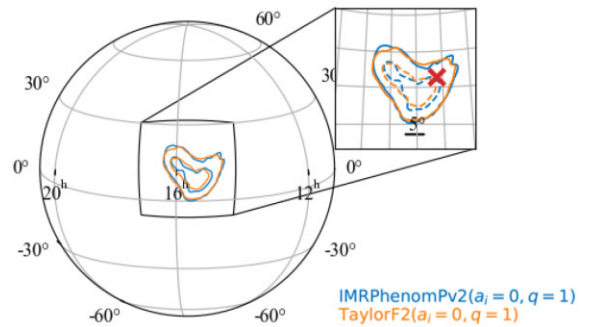 60°
30°
30
5°
0°
0°
20h
16h
12h
-30°
-30°
-60°
-60°
IMRPhenomPv2(ai = 0, q = 1)
TaylorF2(ai = 0, q = 1)